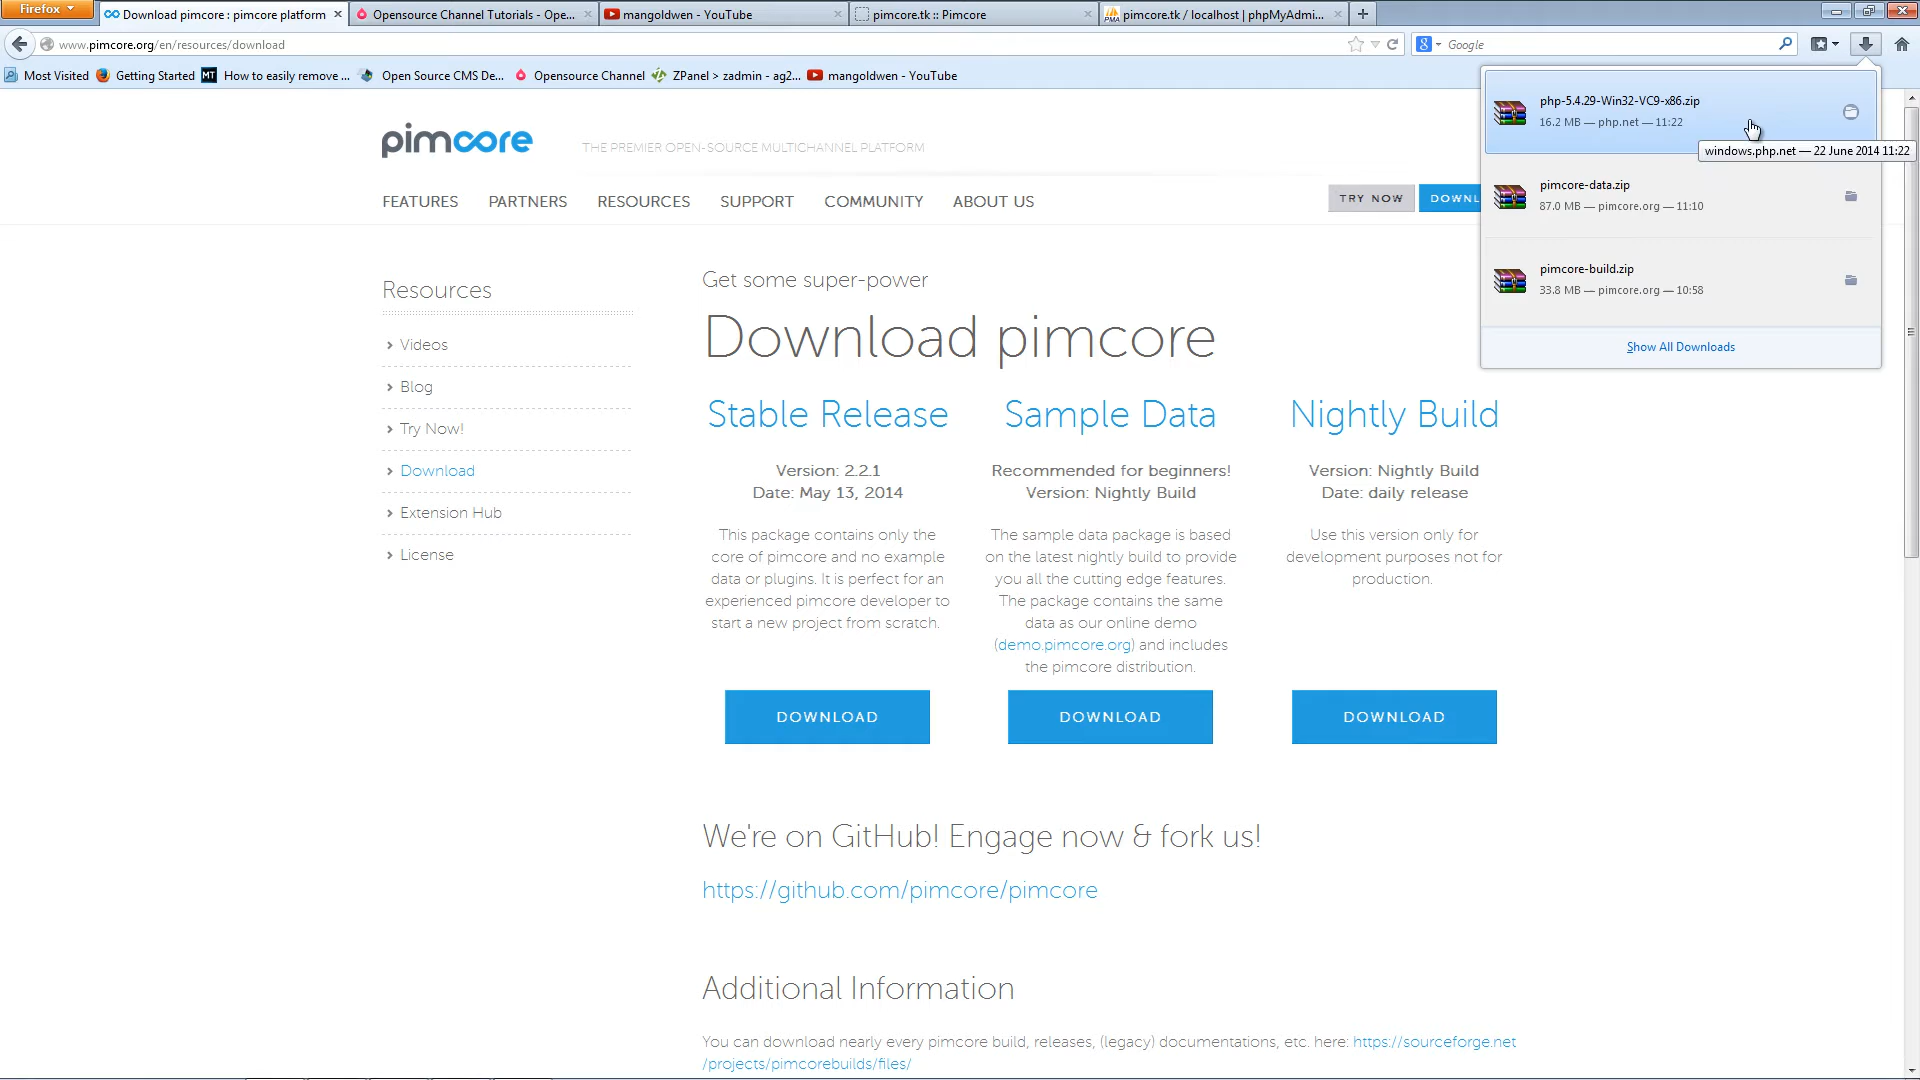 Firefox
Download pimcore : pimcore platform
Opensource Channel Tutorials - Ope...
mangoldwen - YouTube
pimcore.tk :: Pimcore
PMA
pimcore.tk / localhost | phpMyAdmi...
www.pimcore.org/en/resources/download
8
Google
Most Visited
Getting Started
MT
How to easily remove ...
Open Source CMS De...
Opensource Channel
ZPanel > zadmin - ag2...
mangoldwen - YouTube
php-5.4.29-Win32-VC9-x86.zip
16.2 MB — php.net — 11:22
windows.php.net — 22 June 2014 11:22
pimcore-data.zip
87.0 MB — pimcore.org — 11:10
pimcore-build.zip
33.8 MB — pimcore.org — 10:58
Show All Downloads
pimcore
THE PREMIER OPEN-SOURCE MULTICHANNEL PLATFORM
FEATURES
PARTNERS
RESOURCES
SUPPORT
COMMUNITY
ABOUT US
TRY NOW
DOWNL
Resources
Videos
Blog
Try Now!
Download
Extension Hub
License
Get some super-power
Download pimcore
Stable Release
Version: 2.2.1
Date: May 13, 2014
This package contains only the
core of pimcore and no example
data or plugins. It is perfect for an
experienced pimcore developer to
start a new project from scratch.
DOWNLOAD
Sample Data
Recommended for beginners!
Version: Nightly Build
The sample data package is based
on the latest nightly build to provide
you all the cutting edge features.
The package contains the same
data as our online demo
(demo.pimcore.org) and includes
the pimcore distribution.
DOWNLOAD
Nightly Build
Version: Nightly Build
Date: daily release
Use this version only for
development purposes not for
production.
DOWNLOAD
We're on GitHub! Engage now & fork us!
https://github.com/pimcore/pimcore
Additional Information
You can download nearly every pimcore build, releases, (legacy) documentations, etc. here: https://sourceforge.net
/projects/pimcorebuilds/files/